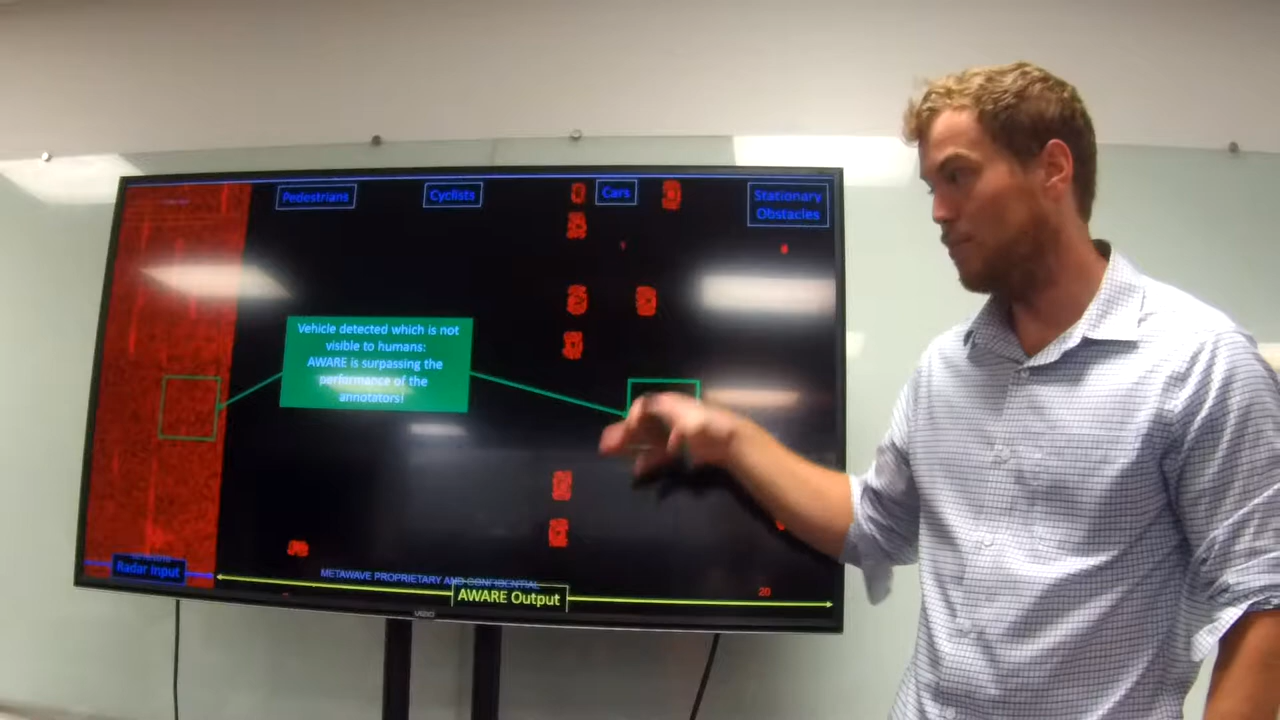 Pedestrians
Cyclists
Cars
Stationary
Obstacles
Vehicle detected which is not
visible to humans:
AWARE is surpassing the
performance of the
annotators!
Radar Input
METAWAVE PROPRIETARY AND CONFIDENTIAL
AWARE Output
20
VIZIO